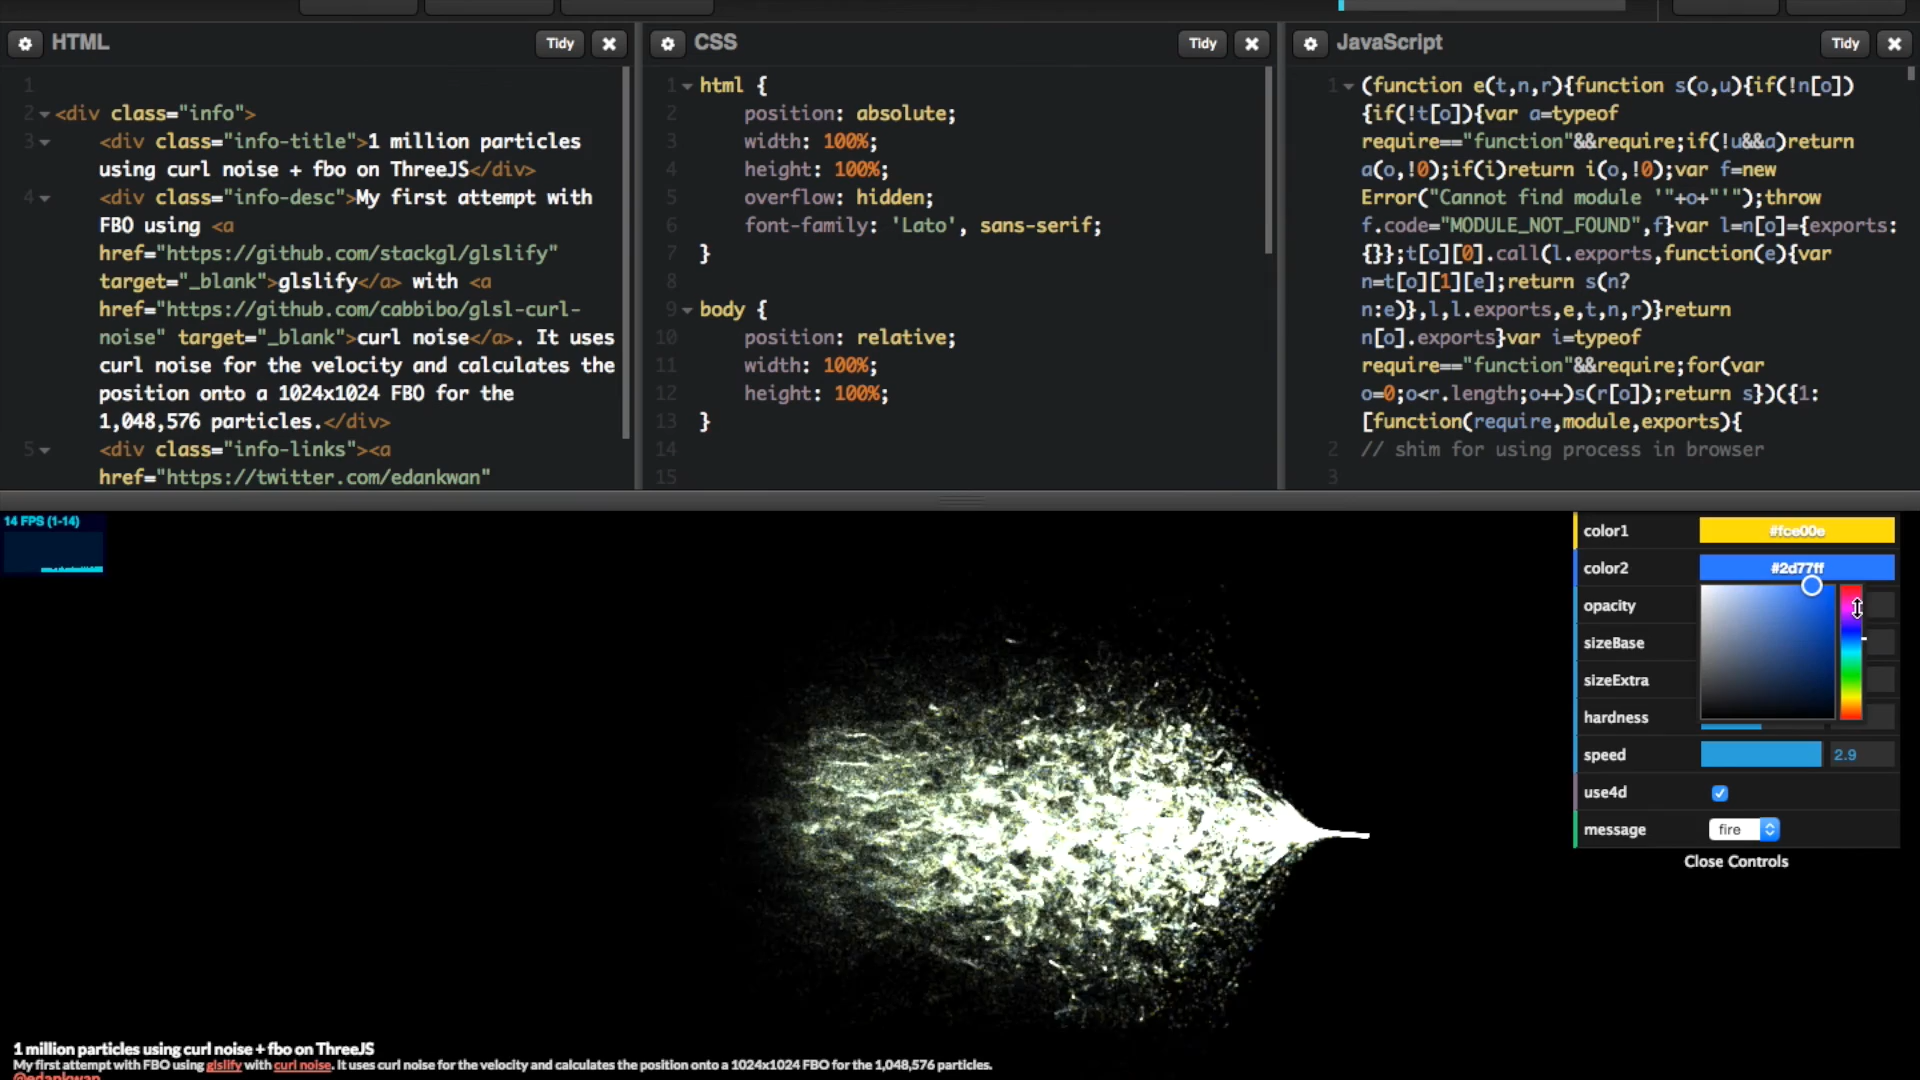 HTML
Tidy
CSS
Tidy
JavaScript
Tidy
1
2 <div class="info">
3 <div class="info-title">1 million particles
using curl noise + fbo on ThreeJS</div>
4 <div class="info-desc">My first attempt with
FBO using <a
href="https://github.com/stackgl/glslify"
target="_blank">glslify</a> with <a
href="https://github.com/cabbibo/glsl-curl-
noise" target="_blank">curl noise</a>. It uses
curl noise for the velocity and calculates the
position onto a 1024x1024 FBO for the
1,048,576 particles.</div>
5 <div class="info-links"><a
href="https://twitter.com/edankwan"
1 html {
2 position: absolute;
3 width: 100%;
4 height: 100%;
5 overflow: hidden;
6 font-family: 'Lato', sans-serif;
7 }
8
9 body {
10 position: relative;
11 width: 100%;
12 height: 100%;
13 }
14
15
1 (function e(t,n,r){function s(o,u){if(!n[o])
{if(!t[o]){var a=typeof
require=="function"&&require;if(!u&&a)return
a(o,!0);if(i)return i(o,!0);var f=new
Error("Cannot find module '"+o+"'");throw
f.code="MODULE_NOT_FOUND",f}var l=n[o]={exports:
{}};t[o][0].call(l.exports,function(e){var
n=t[o][1][e];return s(n?
n:e)},l,l.exports,e,t,n,r)}return
n[o].exports}var i=typeof
require=="function"&&require;for(var
o=0;o<r.length;o++)s(r[o]);return s})({1:
[function(require,module,exports){
2 // shim for using process in browser
3
14 FPS (1-14)
color1 #fce00e
color2 #2d77ff
opacity
sizeBase
sizeExtra
hardness
speed 2.9
use4d
message fire
Close Controls
1 million particles using curl noise + fbo on ThreeJS
My first attempt with FBO using glslify with curl noise. It uses curl noise for the velocity and calculates the position onto a 1024x1024 FBO for the 1,048,576 particles.
@edankwan